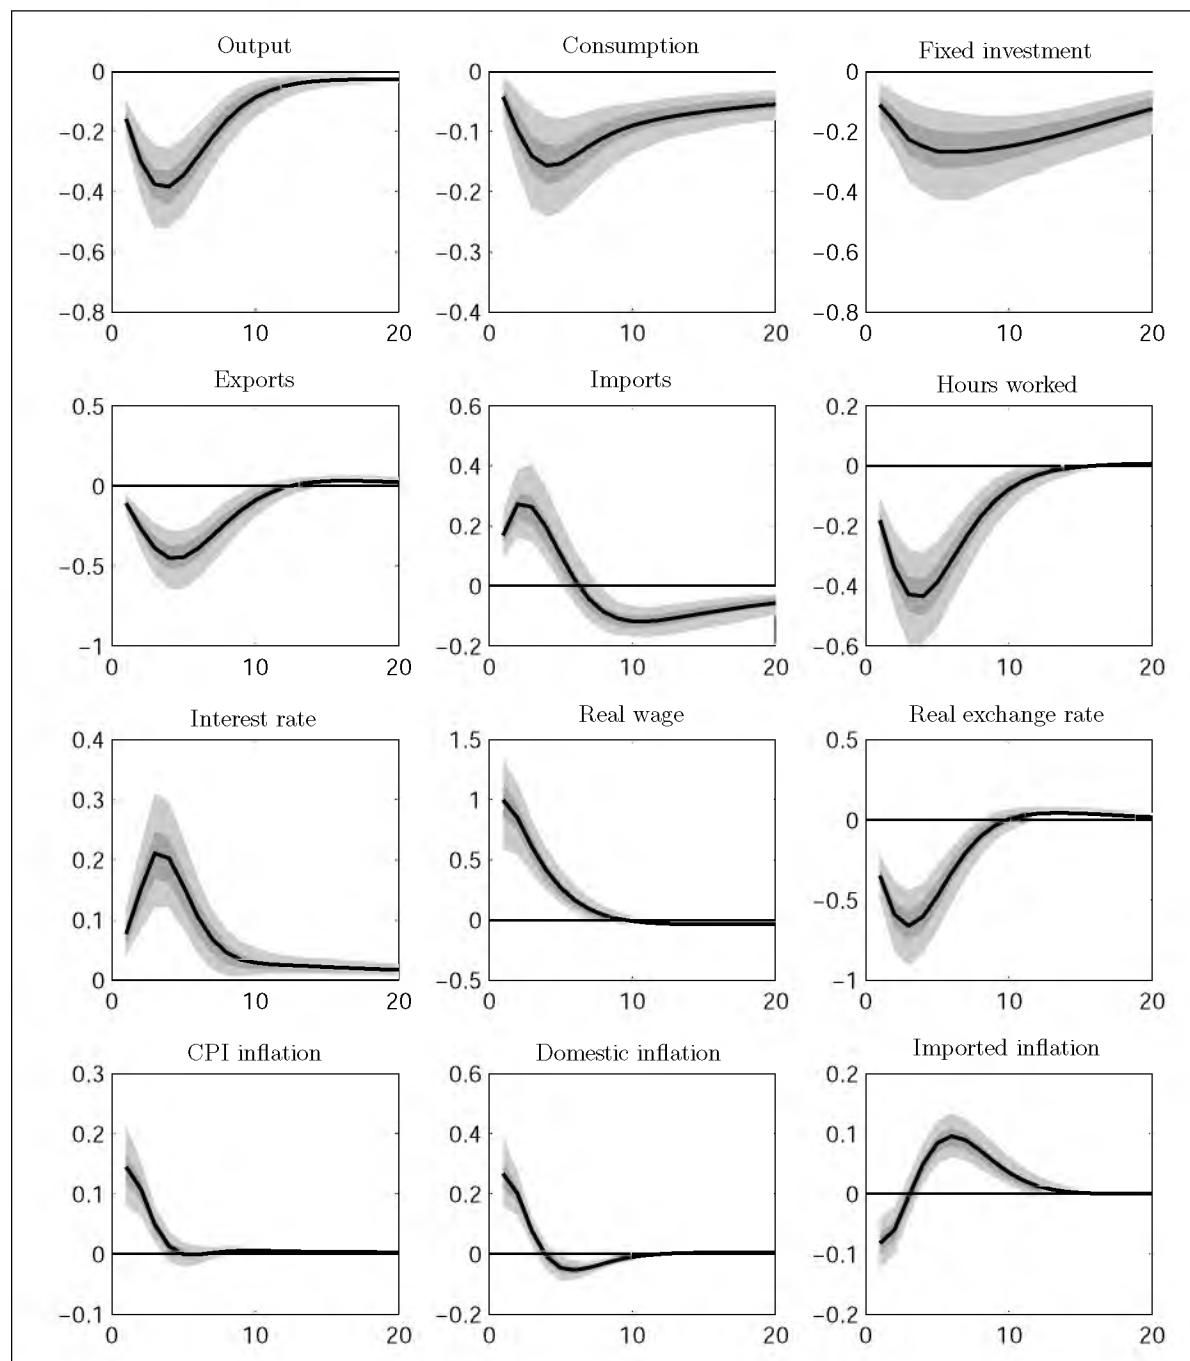 Output
Consumption
Fixed investment
0
−0.2
−0.4
−0.6
−0.8
0 10 20
0
−0.1
−0.2
−0.3
−0.4
0 10 20
0
−0.2
−0.4
−0.6
−0.8
0 10 20
Exports
Imports
Hours worked
0.5
0
−0.5
−1
0 10 20
0.6
0.4
0.2
0
−0.2
0 10 20
0.2
0
−0.2
−0.4
−0.6
0 10 20
Interest rate
Real wage
Real exchange rate
0.4
0.3
0.2
0.1
0
0 10 20
1.5
1
0.5
0
−0.5
0 10 20
0.5
0
−0.5
−1
0 10 20
CPI inflation
Domestic inflation
Imported inflation
0.3
0.2
0.1
0
−0.1
0 10 20
0.6
0.4
0.2
0
−0.2
0 10 20
0.2
0.1
0
−0.1
−0.2
0 10 20